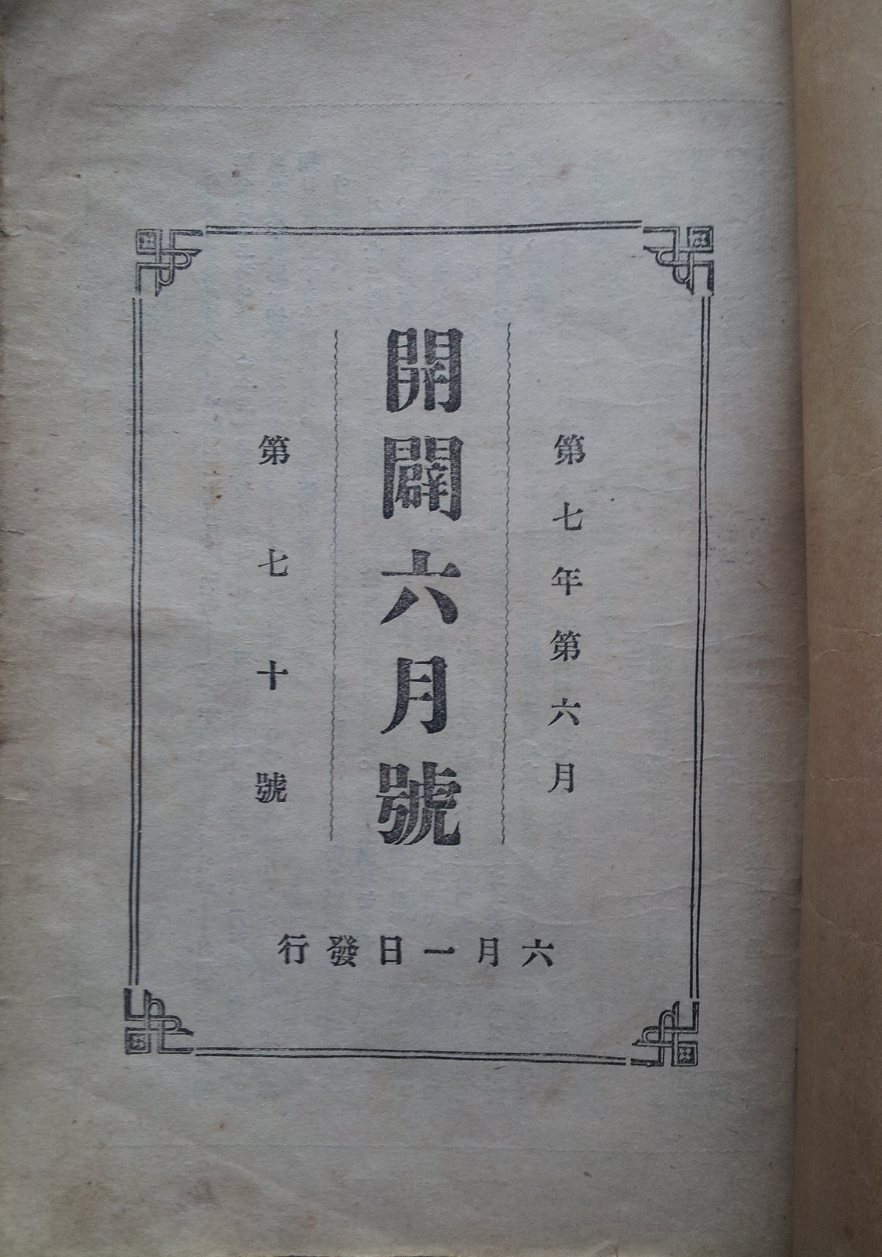 第七年第六月
開闢六月號
第七十號
六月一日發行